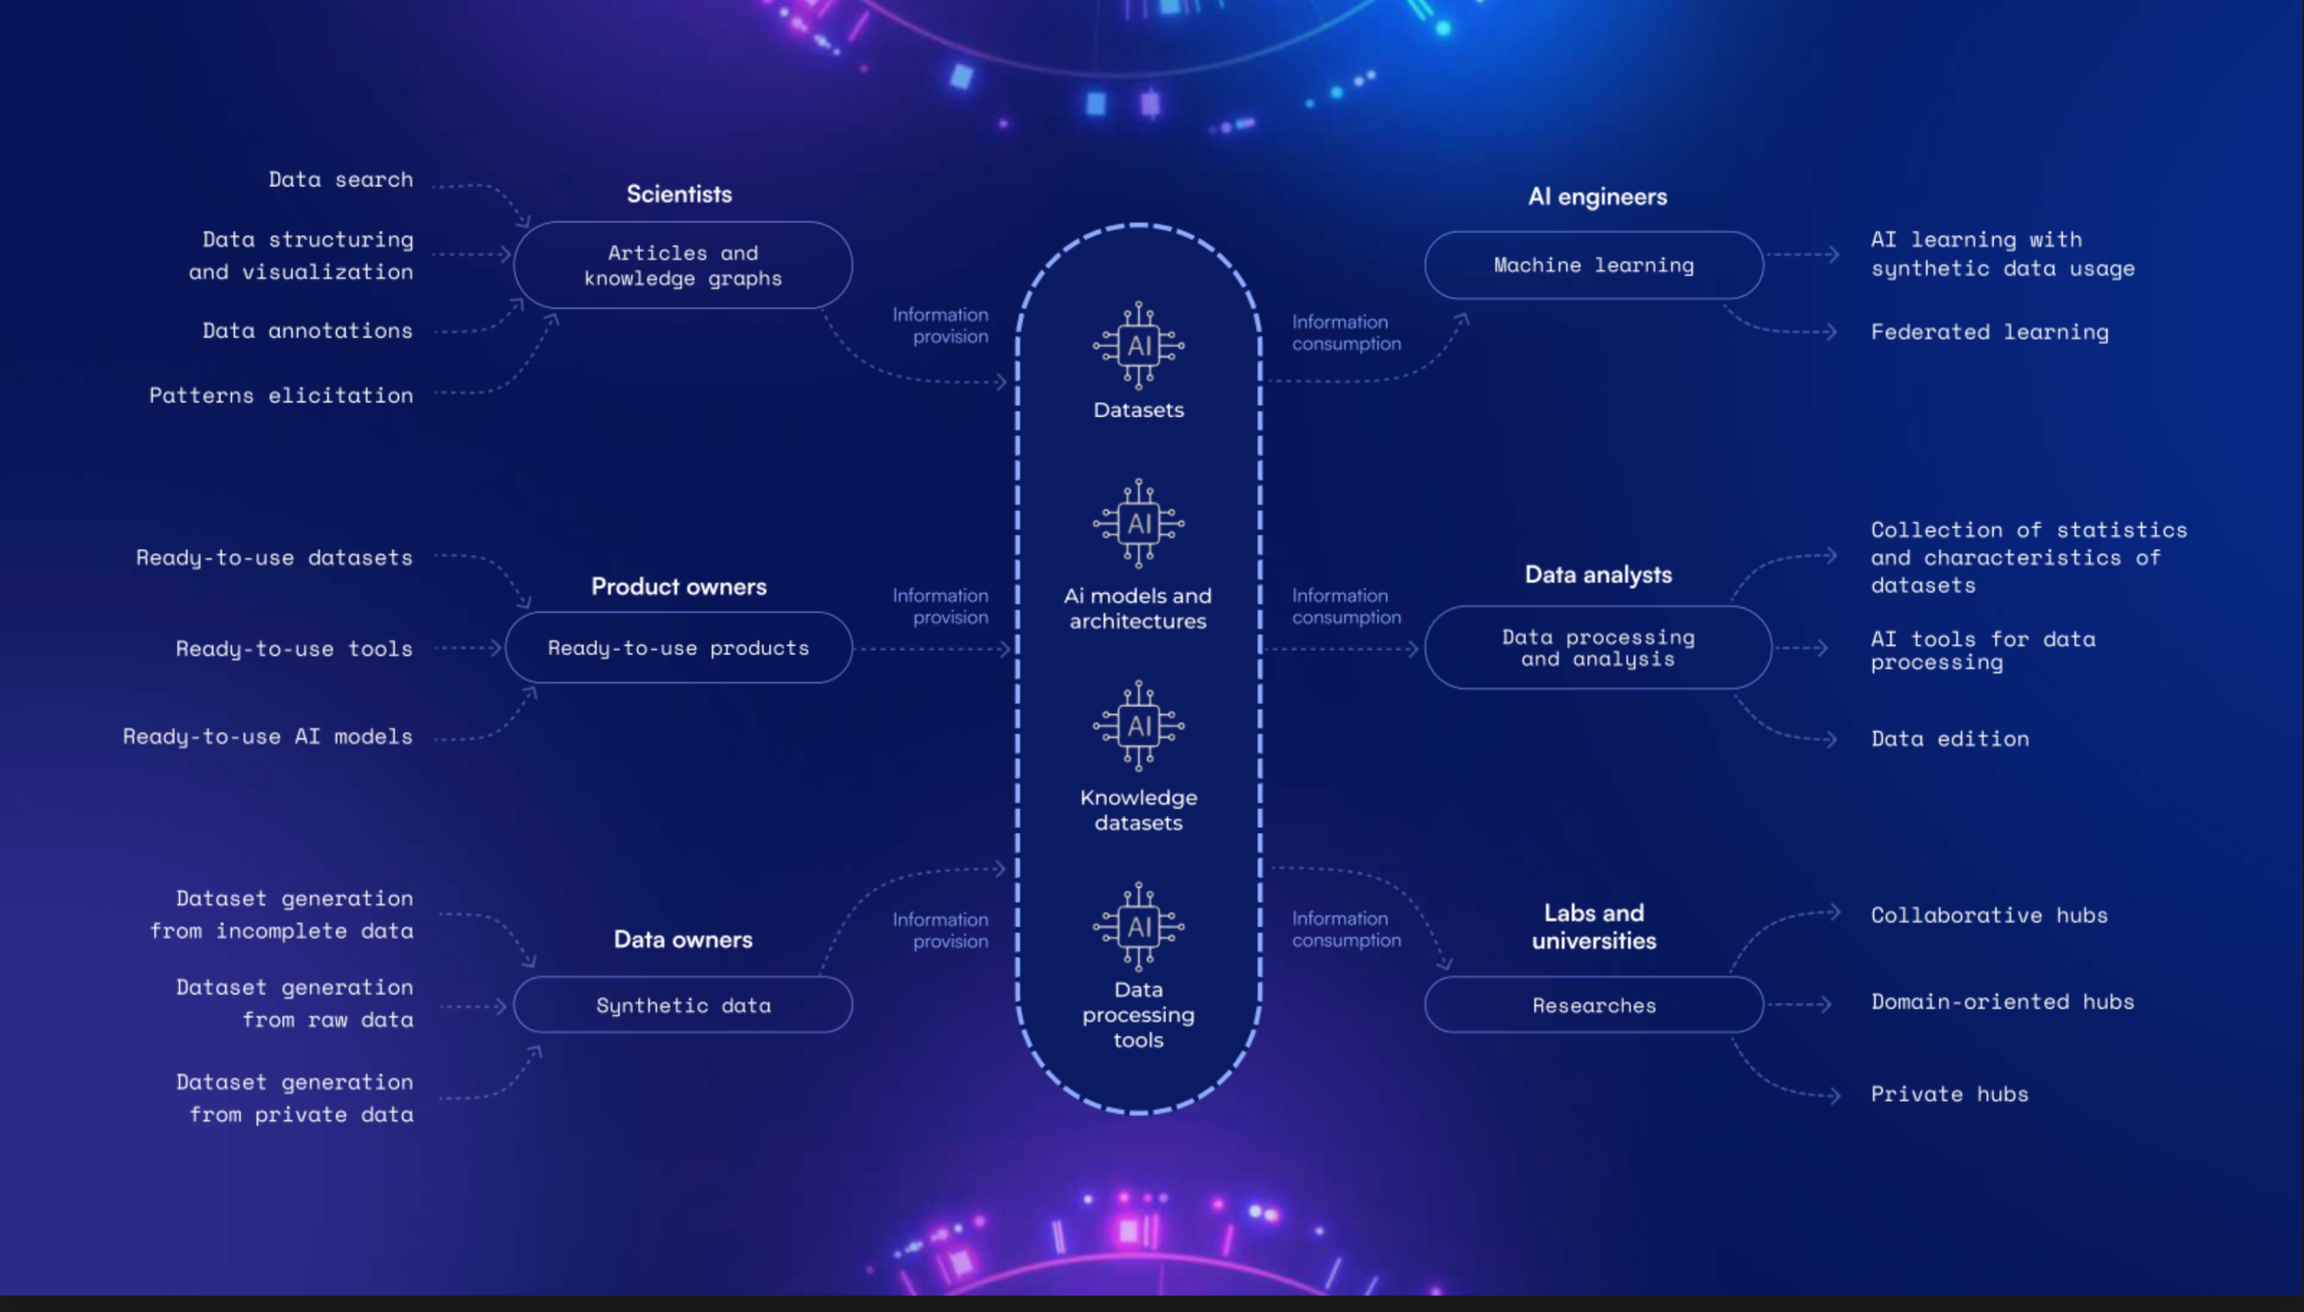 Data search
Data structuring
and visualization
Data annotations
Patterns elicitation
Scientists
Articles and
knowledge graphs
Information
provision
Ready-to-use datasets
Ready-to-use tools
Ready-to-use AI models
Product owners
Ready-to-use products
Information
provision
Dataset generation
from incomplete data
Dataset generation
from raw data
Dataset generation
from private data
Data owners
Synthetic data
Information
provision
AI
Datasets
AI
Ai models and
architectures
AI
Knowledge
datasets
AI
Data
processing
tools
Information
consumption
AI engineers
Machine learning
AI learning with
synthetic data usage
Federated learning
Information
consumption
Data analysts
Data processing
and analysis
Collection of statistics
and characteristics of
datasets
AI tools for data
processing
Data edition
Information
consumption
Labs and
universities
Researches
Collaborative hubs
Domain-oriented hubs
Private hubs